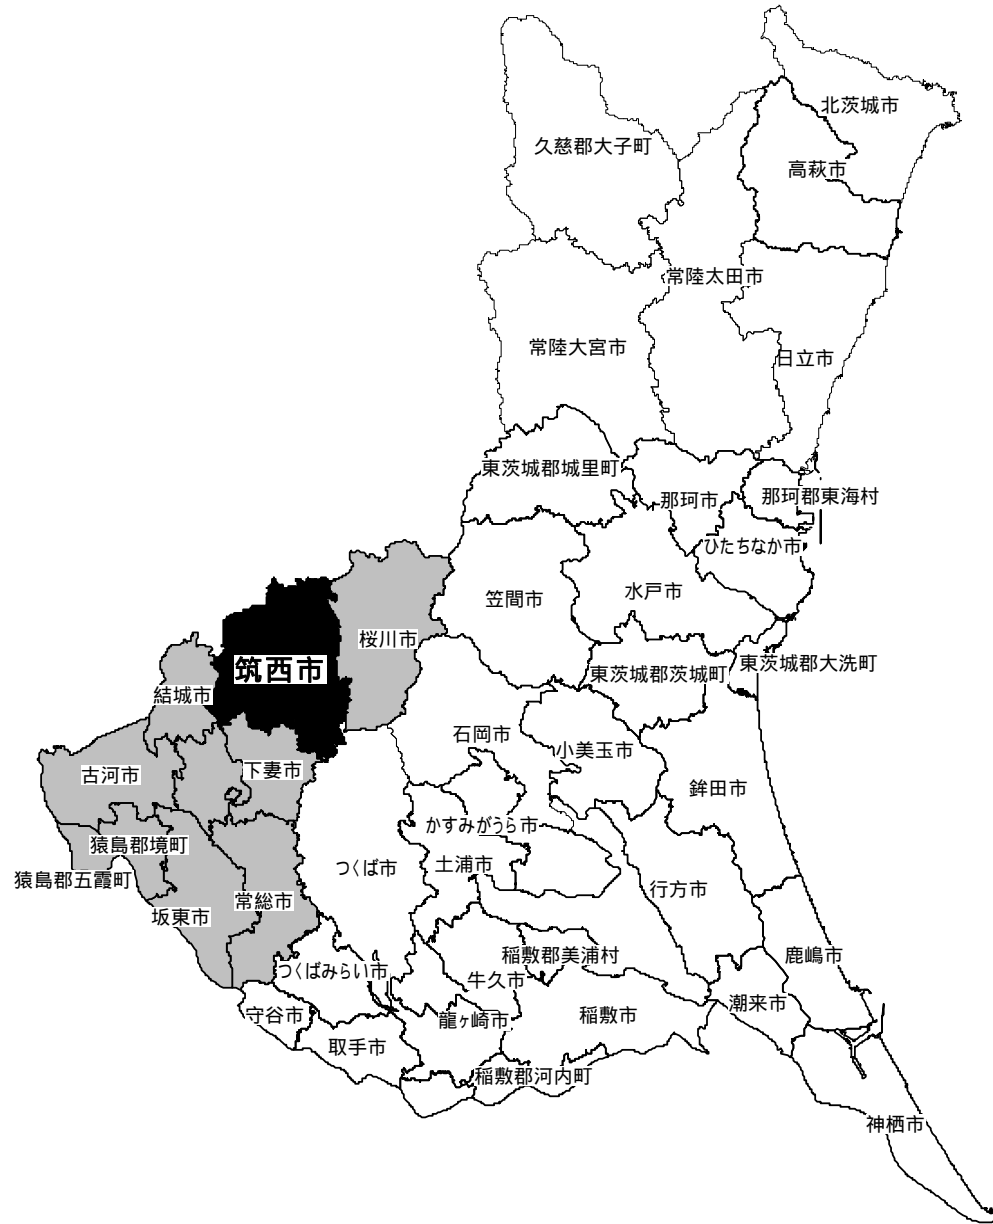 北茨城市
久慈郡大子町
高萩市
常陸太田市
常陸大宮市
日立市
東茨城郡城里町
那珂市
那珂郡東海村
ひたちなか市
笠間市
水戸市
桜川市
筑西市
東茨城郡茨城町
東茨城郡大洗町
結城市
石岡市
小美玉市
古河市
下妻市
鉾田市
かすみがうら市
猿島郡境町
つくば市
土浦市
猿島郡五霞町
行方市
常総市
坂東市
稲敷郡美浦村
鹿嶋市
つくばみらい市
牛久市
潮来市
守谷市
龍ヶ崎市
稲敷市
取手市
稲敷郡河内町
神栖市